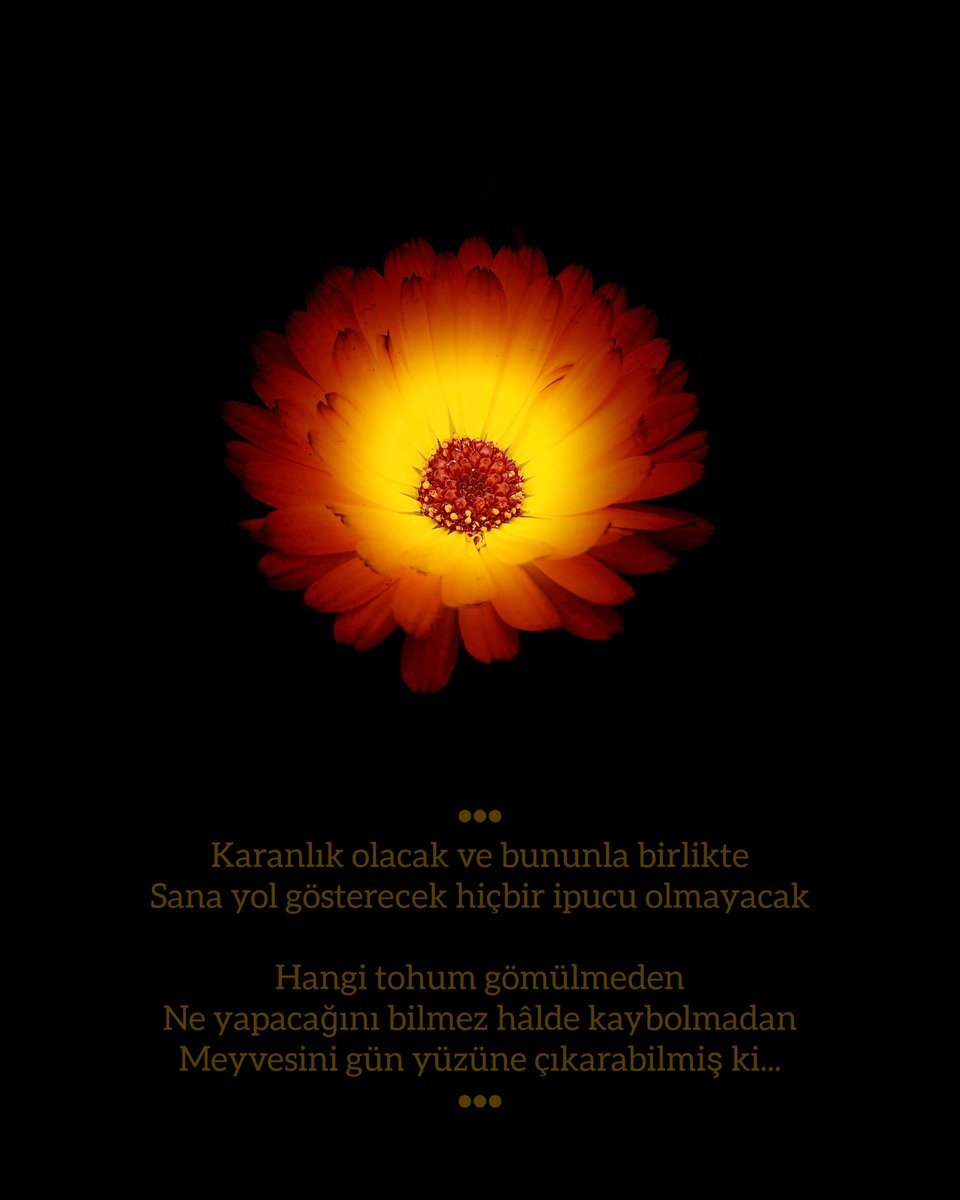 ●●●
Karanlık olacak ve bununla birlikte
Sana yol gösterecek hiçbir ipucu olmayacak
Hangi tohum gömülmeden
Ne yapacağını bilmez hâlde kaybolmadan
Meyvesini gün yüzüne çıkarabilmiş ki...
●●●